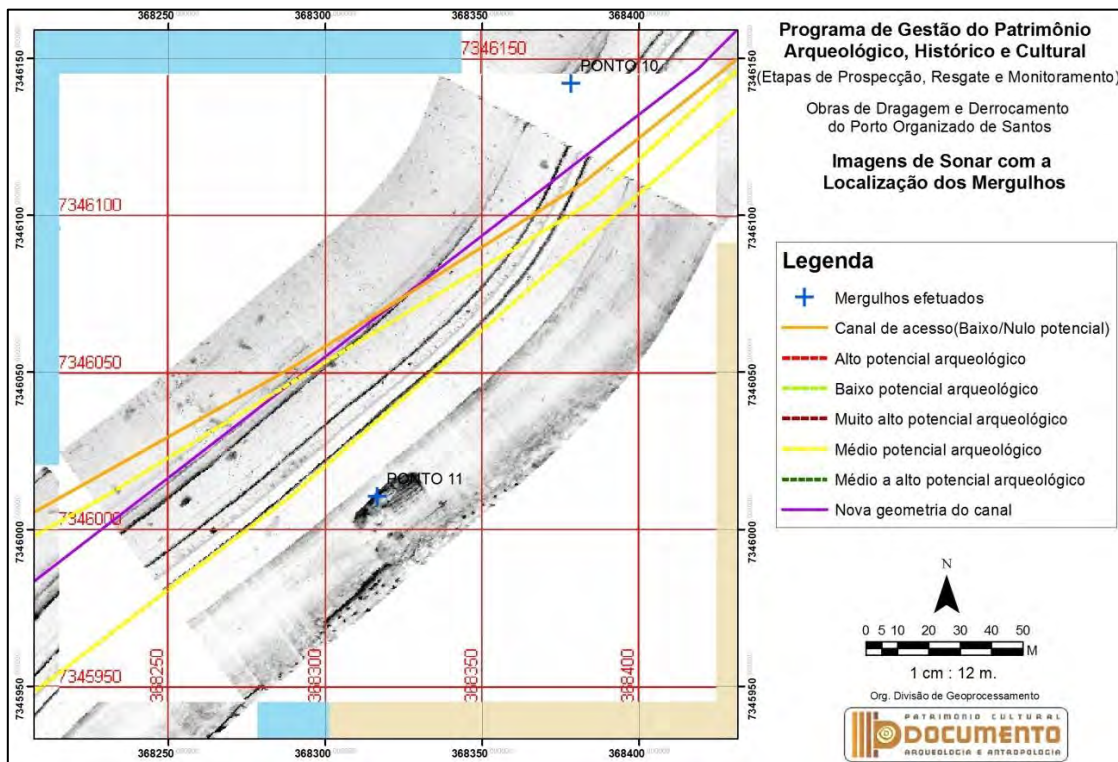 368250
368300
368350
368400
7346150
7346150
7346150
PONTO 10
7346100
7346100
7346100
7346050
7346050
7346050
PONTO 11
7346000
7346000
7346000
7345950
7345950
7345950
368250
368300
368350
368400
368250
368300
368350
368400
Programa de Gestão do Patrimônio
Arqueológico, Histórico e Cultural
(Etapas de Prospecção, Resgate e Monitoramento)
Obras de Dragagem e Derrocamento
do Porto Organizado de Santos
Imagens de Sonar com a
Localização dos Mergulhos
Legenda
Mergulhos efetuados
Canal de acesso(Baixo/Nulo potencial)
Alto potencial arqueológico
Baixo potencial arqueológico
Muito alto potencial arqueológico
Médio potencial arqueológico
Médio a alto potencial arqueológico
Nova geometria do canal
N
0 5 10 20 30 40 50
M
1 cm : 12 m.
Org. Divisão de Geoprocessamento
PATRIMÔNIO CULTURAL
DOCUMENTO
ARQUEOLOGIA E ANTROPOLOGIA